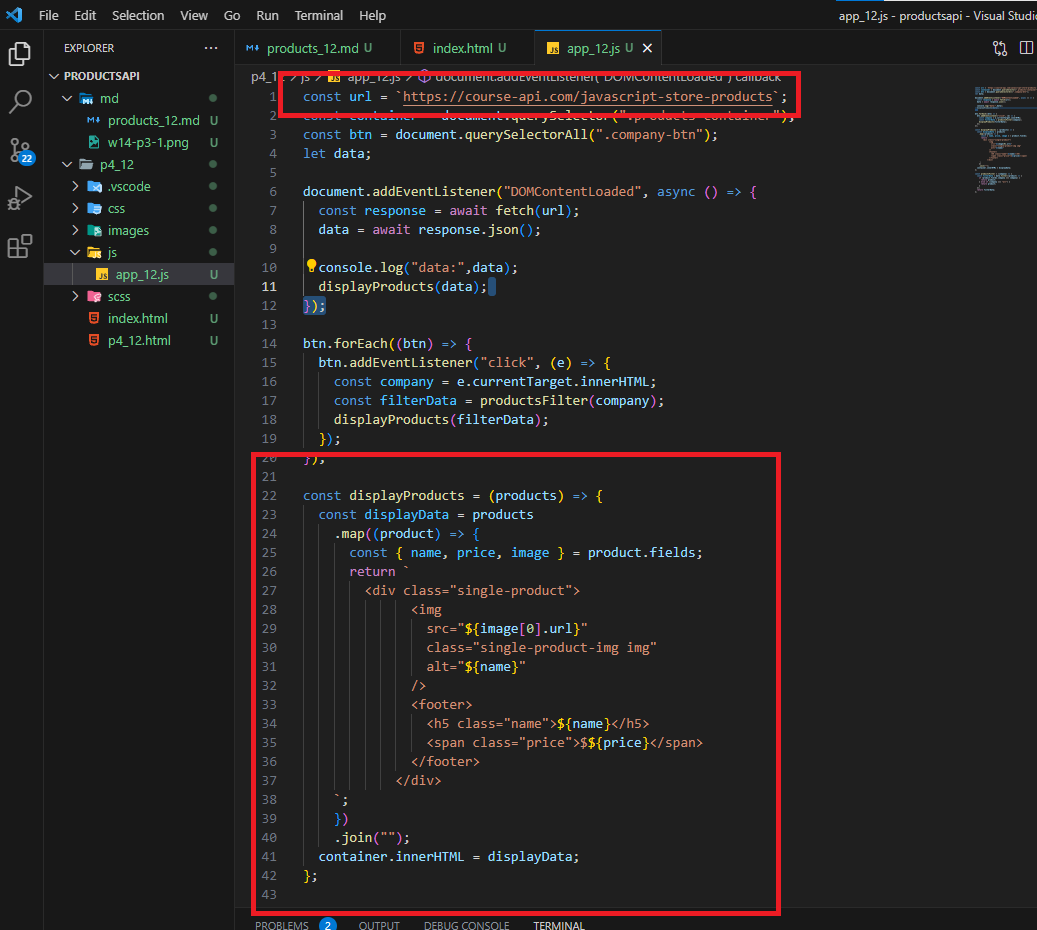 File Edit Selection View Go Run Terminal Help
app_12.js - productsapi - Visual Studio
EXPLORER
PRODUCTSAPI
md
products_12.md U
w14-p3-1.png U
p4_12
.vscode
css
images
js
JS app_12.js U
scss
index.html U
p4_12.html U
22
products_12.md U
index.html U
JS app_12.js U
p4_12 > js > JS app_12.js > document.addEventListener("DOMContentLoaded") callback
1 const url = `https://course-api.com/javascript-store-products`;
2 const container = document.querySelector(".products-container");
3 const btn = document.querySelectorAll(".company-btn");
4 let data;
5
6 document.addEventListener("DOMContentLoaded", async () => {
7 const response = await fetch(url);
8 data = await response.json();
9
10 console.log("data:",data);
11 displayProducts(data);
12 });
13
14 btn.forEach((btn) => {
15 btn.addEventListener("click", (e) => {
16 const company = e.currentTarget.innerHTML;
17 const filterData = productsFilter(company);
18 displayProducts(filterData);
19 });
20 });
21
22 const displayProducts = (products) => {
23 const displayData = products
24 .map((product) => {
25 const { name, price, image } = product.fields;
26 return `
27 <div class="single-product">
28 <img
29 src="${image[0].url}"
30 class="single-product-img img"
31 alt="${name}"
32 />
33 <footer>
34 <h5 class="name">${name}</h5>
35 <span class="price">$${price}</span>
36 </footer>
37 </div>
38 `;
39 })
40 .join("");
41 container.innerHTML = displayData;
42 };
43
PROBLEMS 2 OUTPUT DEBUG CONSOLE TERMINAL